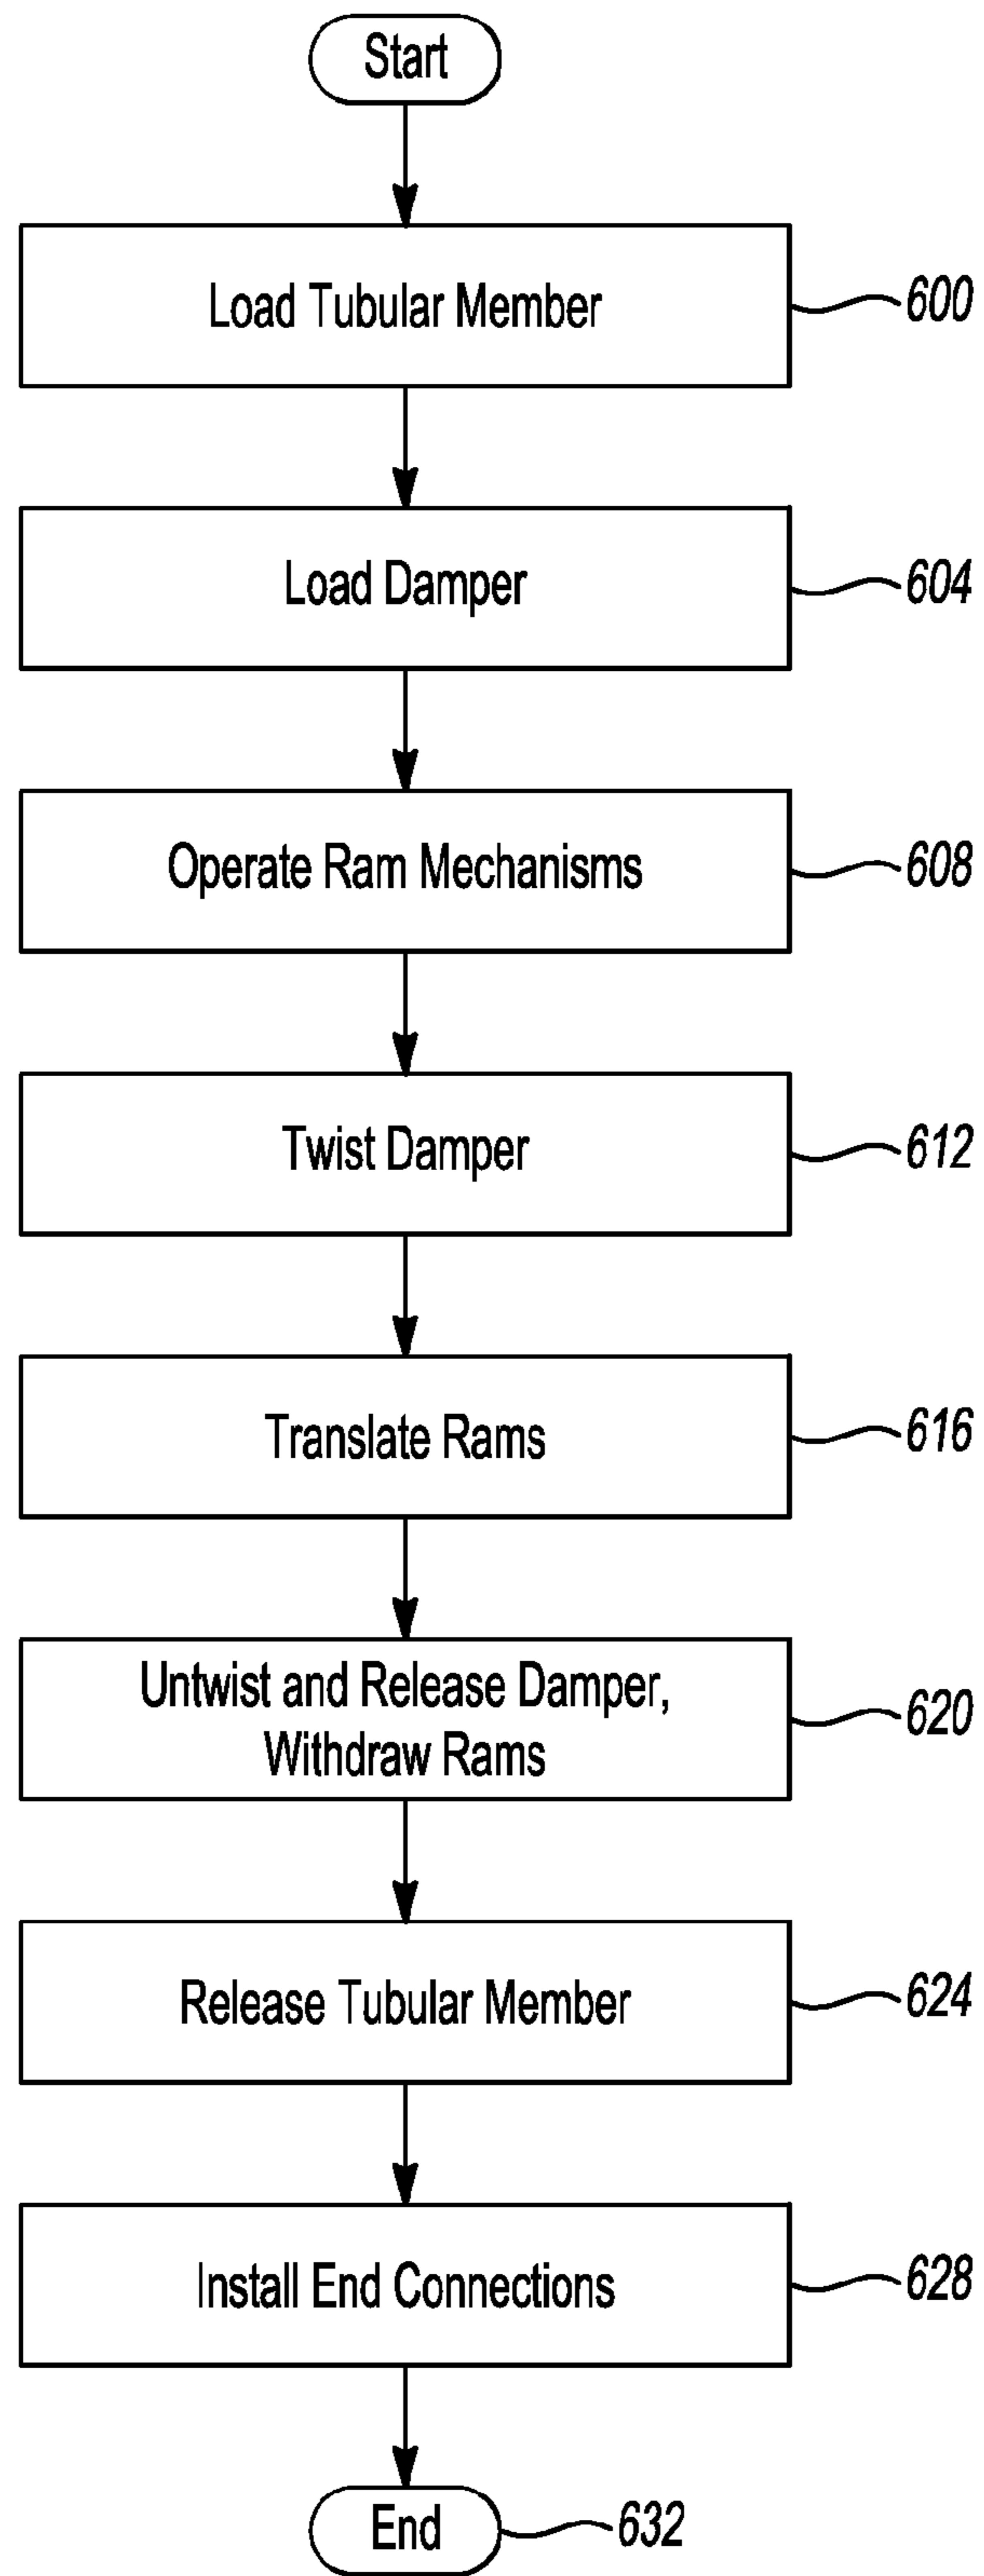 Start
Load Tubular Member
600
Load Damper
604
Operate Ram Mechanisms
608
Twist Damper
612
Translate Rams
616
Untwist and Release Damper,
Withdraw Rams
620
Release Tubular Member
624
Install End Connections
628
End
632